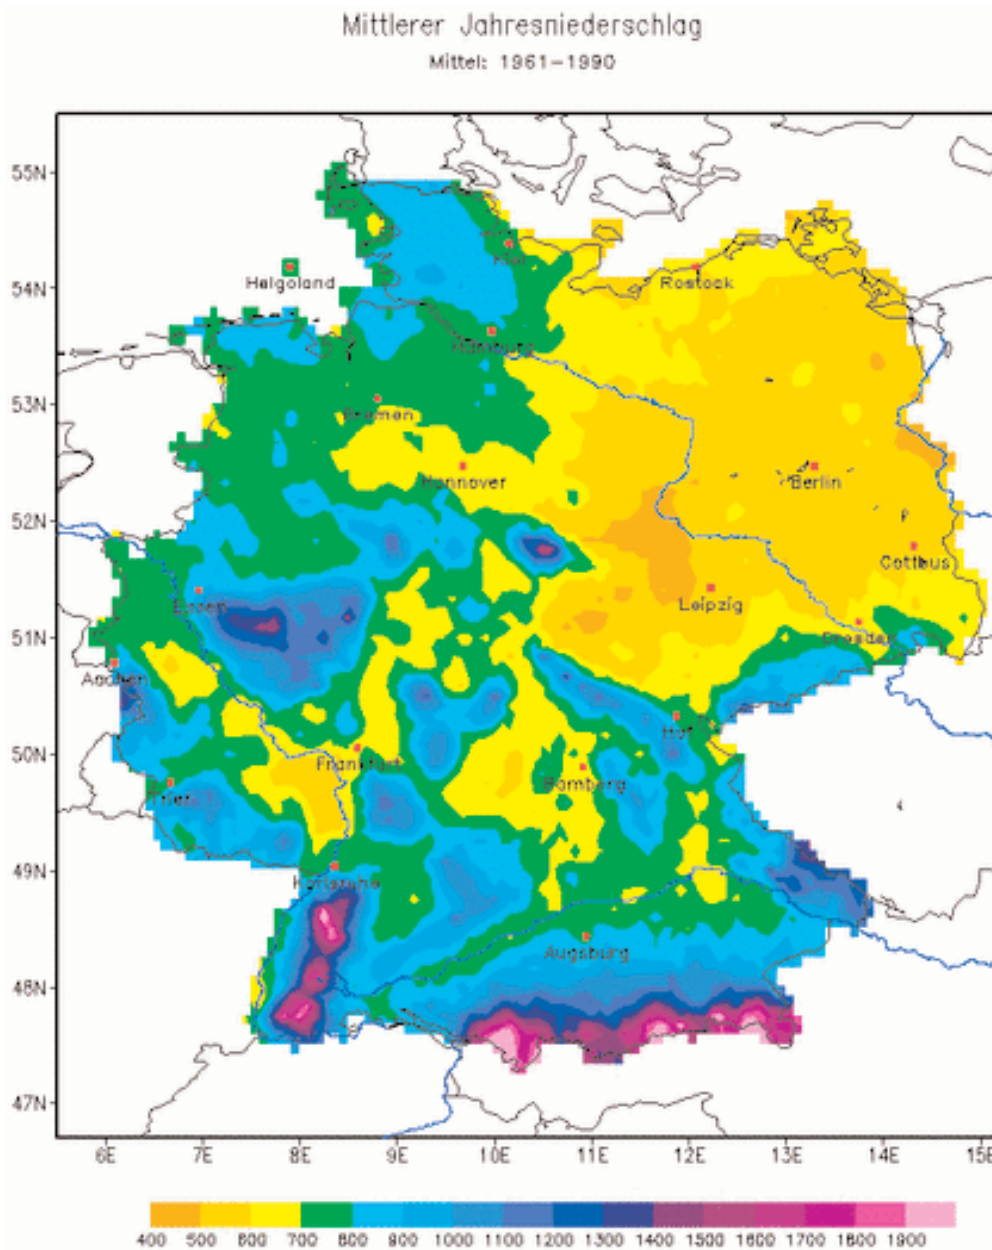 Mittlerer Jahresniederschlag
Mittel: 1961-1990
55N
54N
53N
52N
51N
50N
49N
48N
47N
Kiel
Helgoland
Rostock
Hamburg
Bremen
Hannover
Berlin
Cottbus
Essen
Leipzig
Dresden
Aachen
Hof
Frankfurt
Trier
Bamberg
Karlsruhe
Augsburg
6E 7E 8E 9E 10E 11E 12E 13E 14E 15E
400 500 600 700 800 900 1000 1100 1200 1300 1400 1500 1600 1700 1800 1900